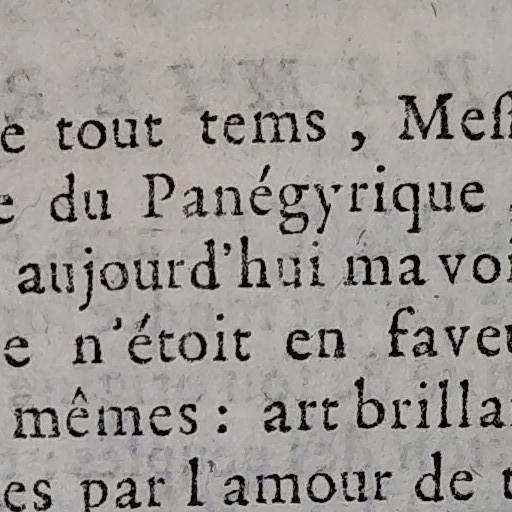 e tout tems, Meſſ
e du Panégyrique,
aujourd'hui ma voi
e n'étoit en faveu
mêmes : art brilla
es par l'amour de t